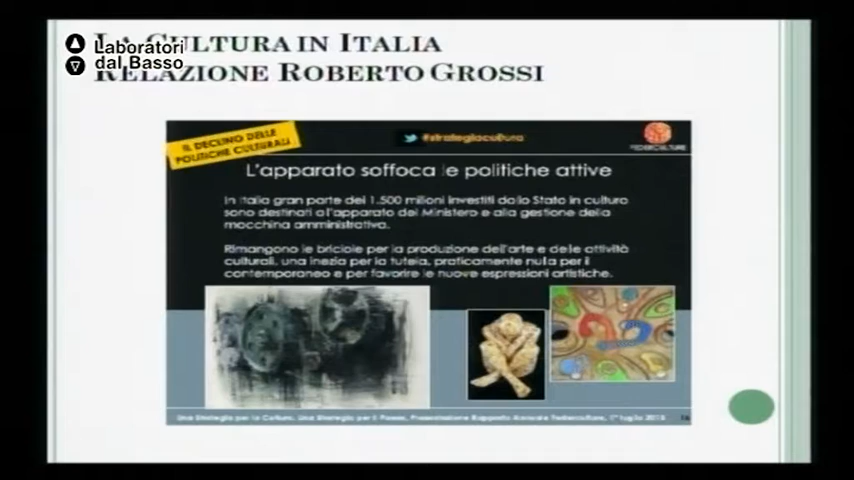 LA CULTURA IN ITALIA
RELAZIONE ROBERTO GROSSI
Laboratori
dal Basso
IL DECLINO DELLE
POLITICHE CULTURALI
#strategiacultura
FEDERCULTURE
L'apparato soffoca le politiche attive
In Italia gran parte dei 1.500 milioni investiti dallo Stato in cultura
sono destinati all'apparato del Ministero e alla gestione della
macchina amministrativa.
Rimangono le briciole per la produzione dell'arte e delle attività
culturali, una inezia per la tutela, praticamente nulla per il
contemporaneo e per favorire le nuove espressioni artistiche.
Una Strategia per la Cultura, Una Strategia per il Paese, Presentazione Rapporto Annuale Federculture, 1° luglio 2013